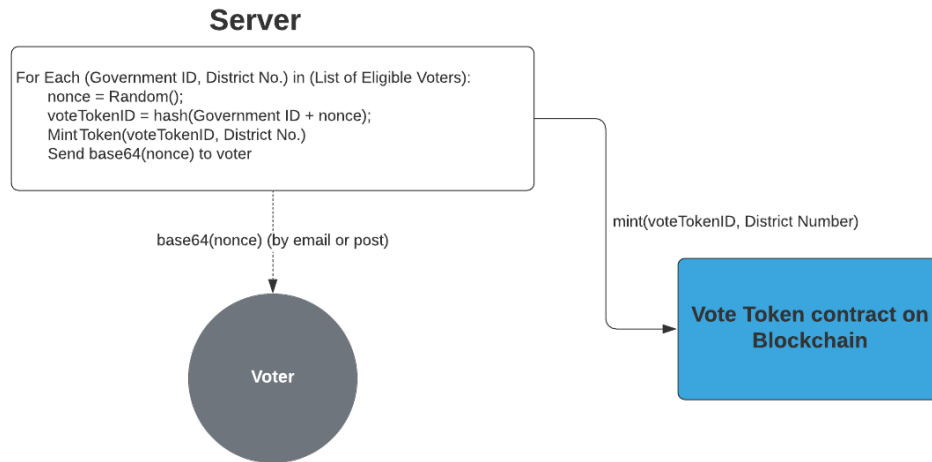 Server
For Each (Government ID, District No.) in (List of Eligible Voters):
nonce = Random();
voteTokenID = hash(Government ID + nonce);
MintToken(voteTokenID, District No.)
Send base64(nonce) to voter
base64(nonce) (by email or post)
mint(voteTokenID, District Number)
Vote Token contract on
Blockchain
Voter